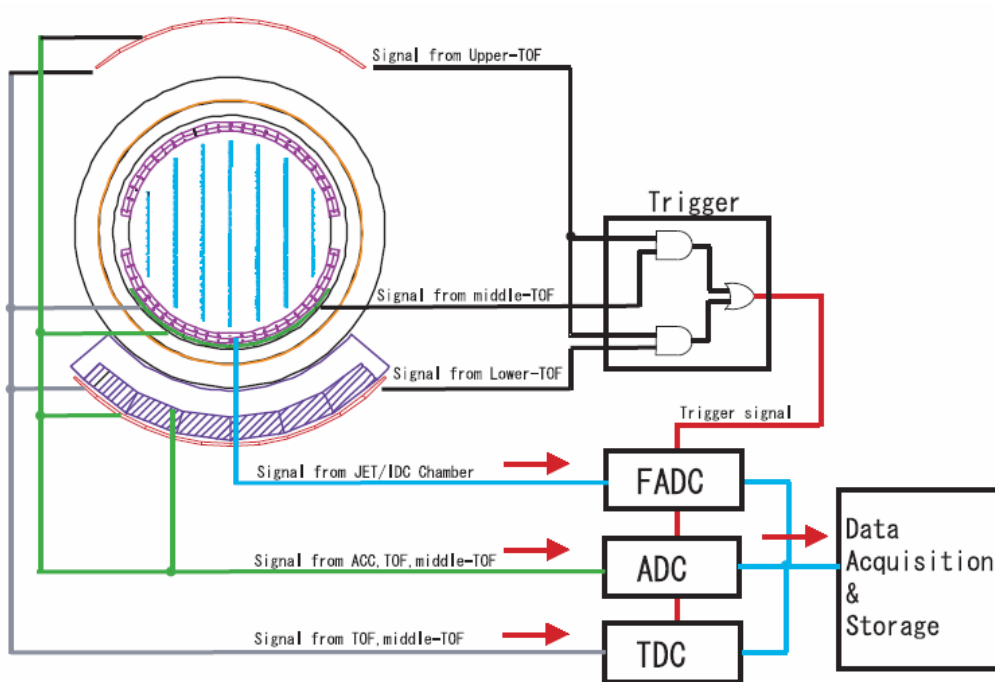 Signal from Upper-TOF
Trigger
Signal from middle-TOF
Signal from Lower-TOF
Trigger signal
Signal from JET/IDC Chamber
FADC
Data
Acquisition
&
Storage
Signal from ACC,TOF,middle-TOF
ADC
Signal from TOF,middle-TOF
TDC